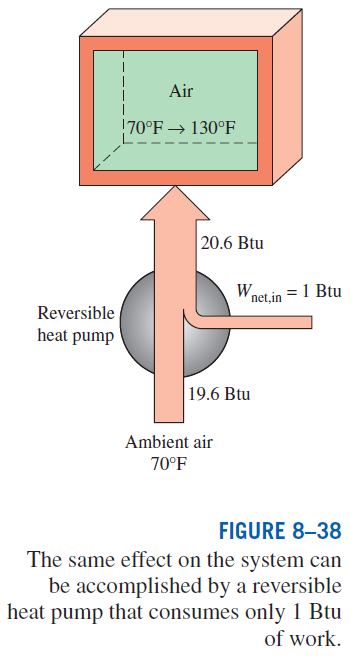 Air
70°F → 130°F
20.6 Btu
Wnet,in = 1 Btu
Reversible
heat pump
19.6 Btu
Ambient air
70°F
FIGURE 8–38
The same effect on the system can
be accomplished by a reversible
heat pump that consumes only 1 Btu
of work.